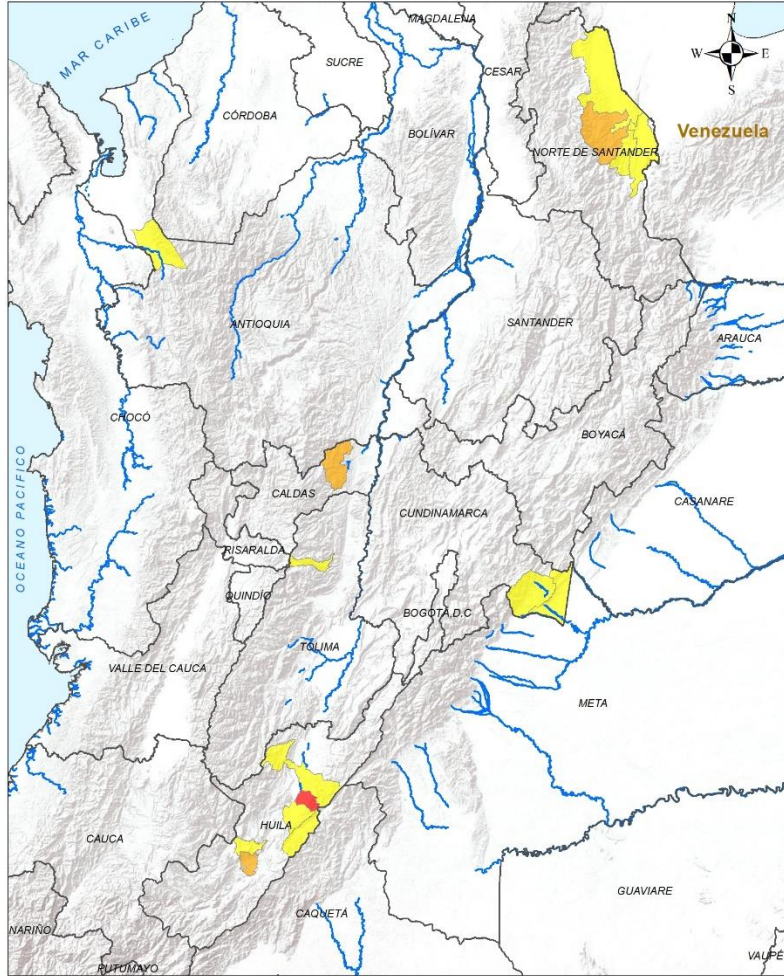 MAGDALENA
N
W E
S
MAR CARIBE
SUCRE
CESAR
CÓRDOBA
BOLÍVAR
Venezuela
NORTE DE SANTANDER
ANTIOQUIA
SANTANDER
ARAUCA
CHOCÓ
BOYACÁ
OCEANO PACIFICO
CALDAS
CUNDINAMARCA
CASANARE
RISARALDA
QUINDÍO
BOGOTÁ, D.C
TOLIMA
VALLE DEL CAUCA
META
HUILA
CAUCA
GUAVIARE
CAQUETÁ
NARIÑO
PUTUMAYO
VAUPÉ